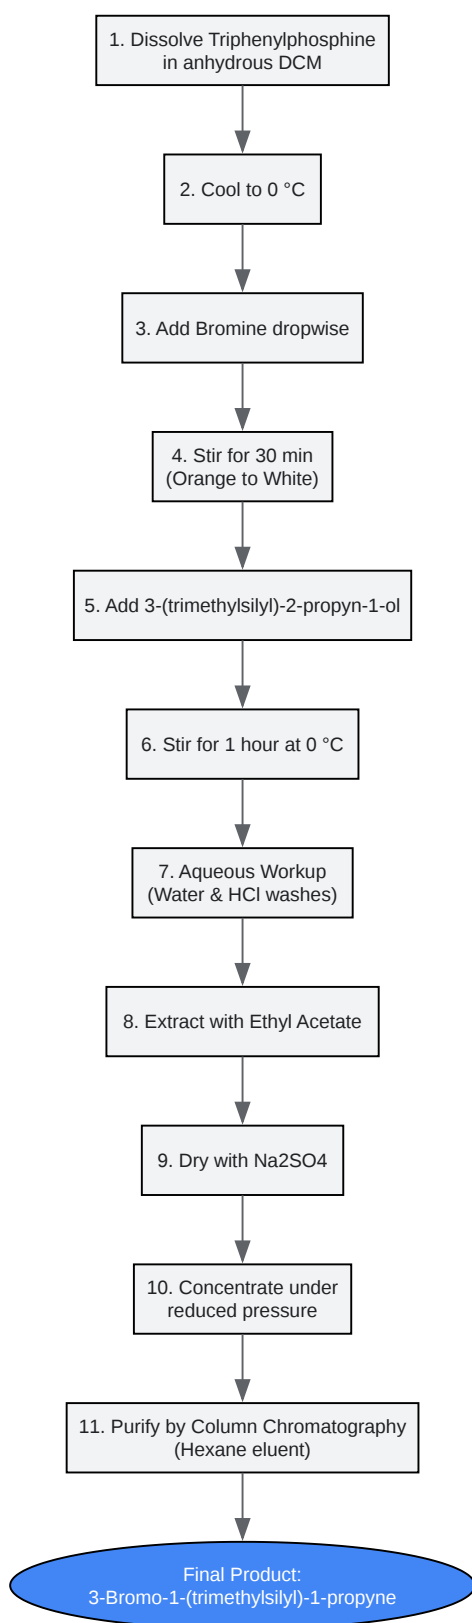 1. Dissolve Triphenylphosphine
in anhydrous DCM
2. Cool to 0 °C
3. Add Bromine dropwise
4. Stir for 30 min
(Orange to White)
5. Add 3-(trimethylsilyl)-2-propyn-1-ol
6. Stir for 1 hour at 0 °C
7. Aqueous Workup
(Water & HCl washes)
8. Extract with Ethyl Acetate
9. Dry with Na2SO4
10. Concentrate under
reduced pressure
11. Purify by Column Chromatography
(Hexane eluent)
Final Product:
3-Bromo-1-(trimethylsilyl)-1-propyne